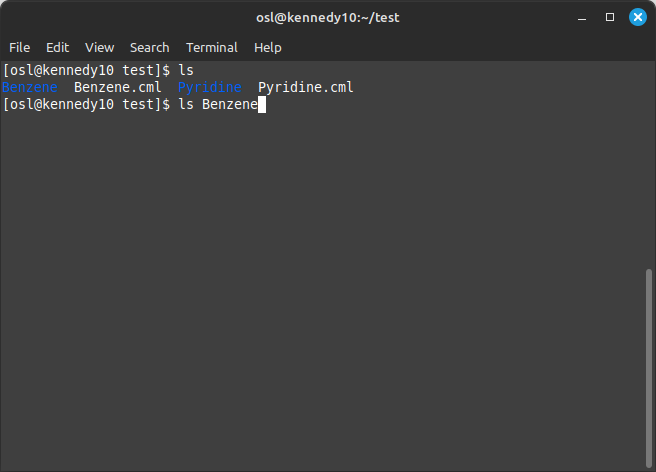 osl@kennedy10:~/test
File Edit View Search Terminal Help
[osl@kennedy10 test]$ ls
Benzene  Benzene.cml  Pyridine  Pyridine.cml
[osl@kennedy10 test]$ ls Benzene